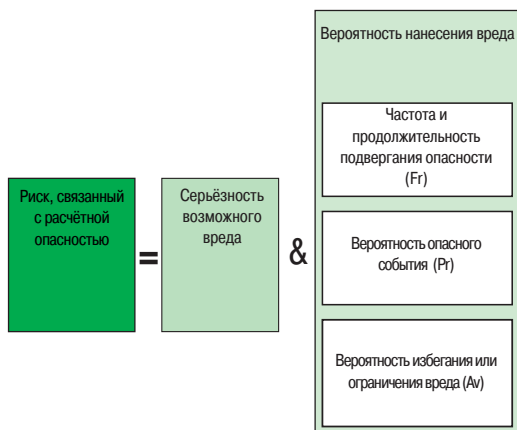 Риск, связанный
с расчётной
опасностью
=
Серьёзность
возможного
вреда
&
Вероятность нанесения вреда
Частота и
продолжительность
подвергания опасности
(Fr)
Вероятность опасного
события (Pr)
Вероятность избегания или
ограничения вреда (Av)